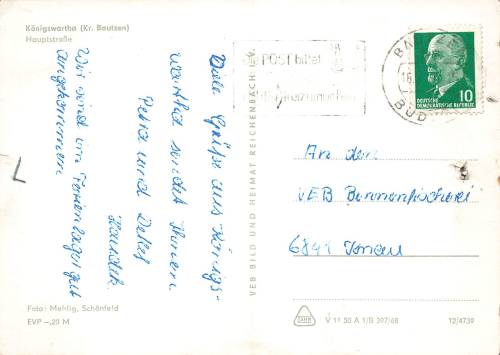 Königswartha (Kr. Bautzen)
Hauptstraße
Viele Grüße aus Königs-
wartha sendet Ihnen
Petra und Detlef
Wir sind im Ferienlager gut
angekommen
Foto: Mehlig, Schönfeld
EVP –,20 M
VEB BILD UND HEIMAT REICHENBACH
POST bittet
DEUTSCHE
DEMOKRATISCHE REPUBLIK
10
An den
VEB Binnenfischerei
6841
V 11 50 A 1/B 397/68
12/4739